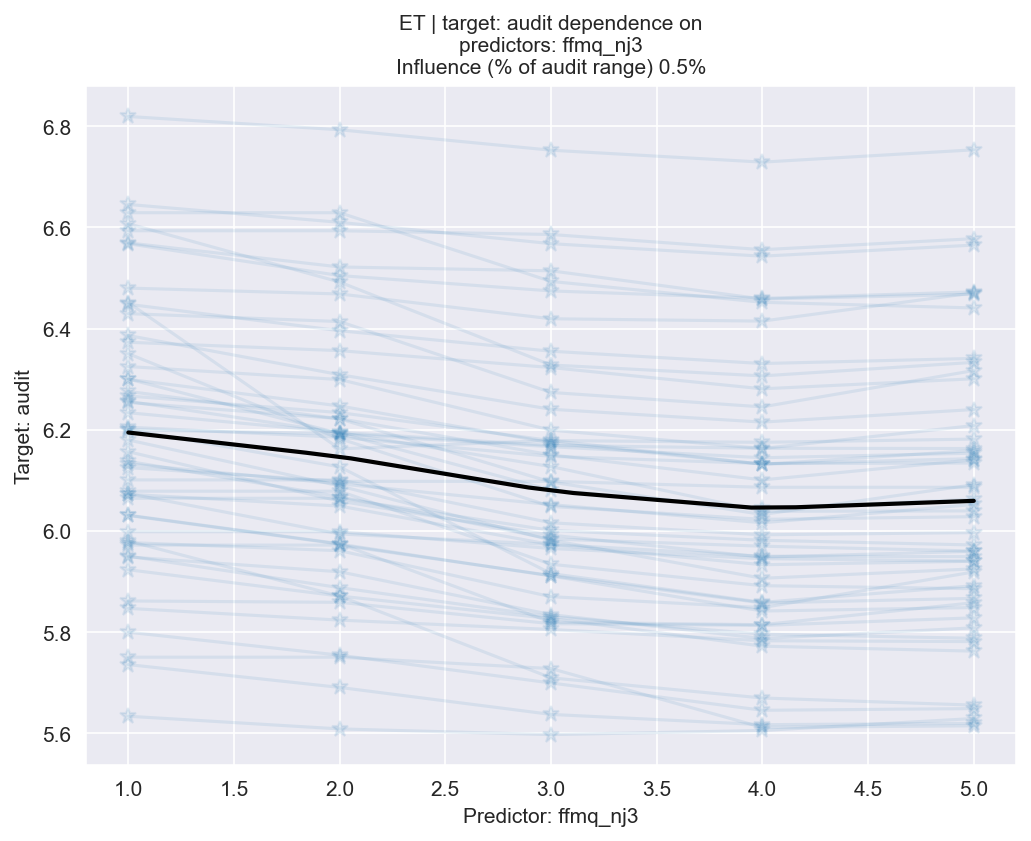 ET | target: audit dependence on
predictors: ffmq_nj3
Influence (% of audit range) 0.5%
6.8
6.6
6.4
6.2
6.0
5.8
5.6
Target: audit
1.0 1.5 2.0 2.5 3.0 3.5 4.0 4.5 5.0
Predictor: ffmq_nj3